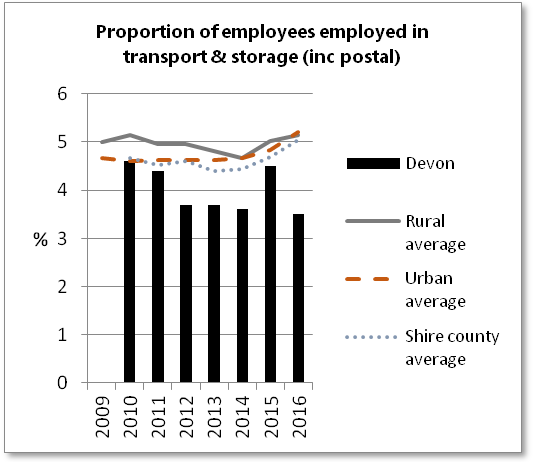 Proportion of employees employed in
transport & storage (inc postal)
6
5
4
3
2
1
0
%
2009
2010
2011
2012
2013
2014
2015
2016
Devon
Rural
average
Urban
average
Shire county
average